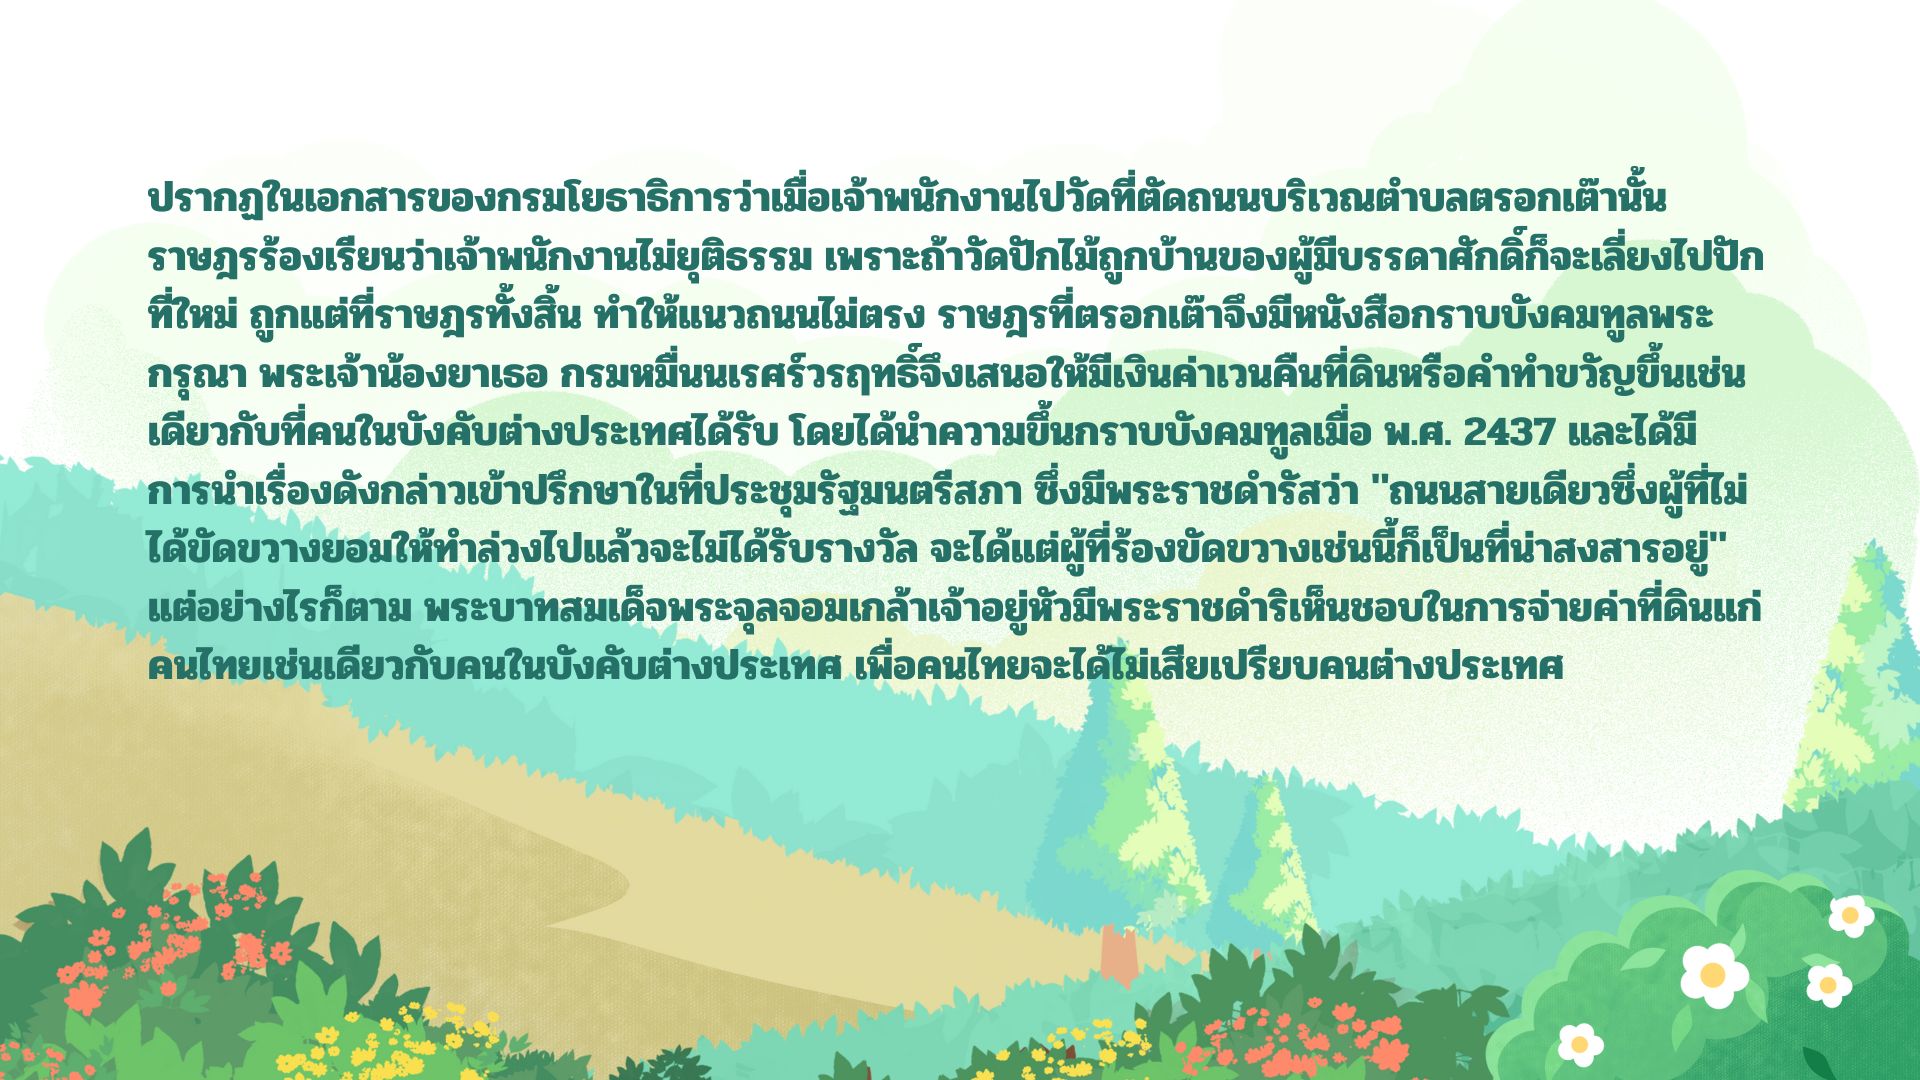 ปรากฏในเอกสารของกรมโยธาธิการว่าเมื่อเจ้าพนักงานไปวัดที่ตัดถนนบริเวณตำบลตรอกเต๊านั้น
ราษฎรร้องเรียนว่าเจ้าพนักงานไม่ยุติธรรม เพราะถ้าวัดปักไม้ถูกบ้านของผู้มีบรรดาศักดิ์ก็จะเลี่ยงไปปัก
ที่ใหม่ ถูกแต่ที่ราษฎรทั้งสิ้น ทำให้แนวถนนไม่ตรง ราษฎรที่ตรอกเต๊าจึงมีหนังสือกราบบังคมทูลพระ
กรุณา พระเจ้าน้องยาเธอ กรมหมื่นนเรศร์วรฤทธิ์จึงเสนอให้มีเงินค่าเวนคืนที่ดินหรือคำทำขวัญขึ้นเช่น
เดียวกับที่คนในบังคับต่างประเทศได้รับ โดยได้นำความขึ้นกราบบังคมทูลเมื่อ พ.ศ. 2437 และได้มี
การนำเรื่องดังกล่าวเข้าปรึกษาในที่ประชุมรัฐมนตรีสภา ซึ่งมีพระราชดำรัสว่า "ถนนสายเดียวซึ่งผู้ที่ไม่
ได้ขัดขวางยอมให้ทำล่วงไปแล้วจะไม่ได้รับรางวัล จะได้แต่ผู้ที่ร้องขัดขวางเช่นนี้ก็เป็นที่น่าสงสารอยู่"
แต่อย่างไรก็ตาม พระบาทสมเด็จพระจุลจอมเกล้าเจ้าอยู่หัวมีพระราชดำริเห็นชอบในการจ่ายค่าที่ดินแก่
คนไทยเช่นเดียวกับคนในบังคับต่างประเทศ เพื่อคนไทยจะได้ไม่เสียเปรียบคนต่างประเทศ